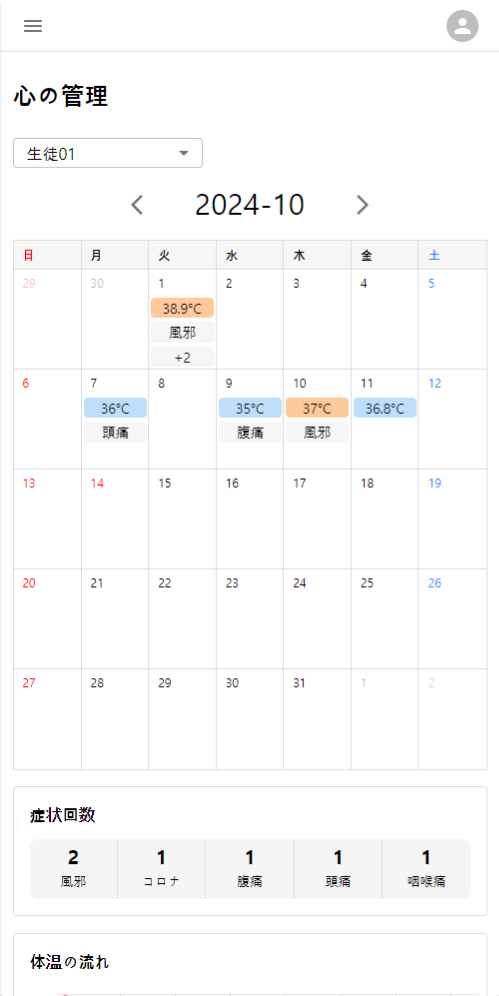 心の管理
生徒01
2024-10
日 月 火 水 木 金 土
29 30 1 2 3 4 5
38.9°C
風邪
+2
6 7 8 9 10 11 12
36°C 35°C 37°C 36.8°C
頭痛 腹痛 風邪
13 14 15 16 17 18 19
20 21 22 23 24 25 26
27 28 29 30 31 1 2
症状回数
2 1 1 1 1
風邪 コロナ 腹痛 頭痛 咽喉痛
体温の流れ